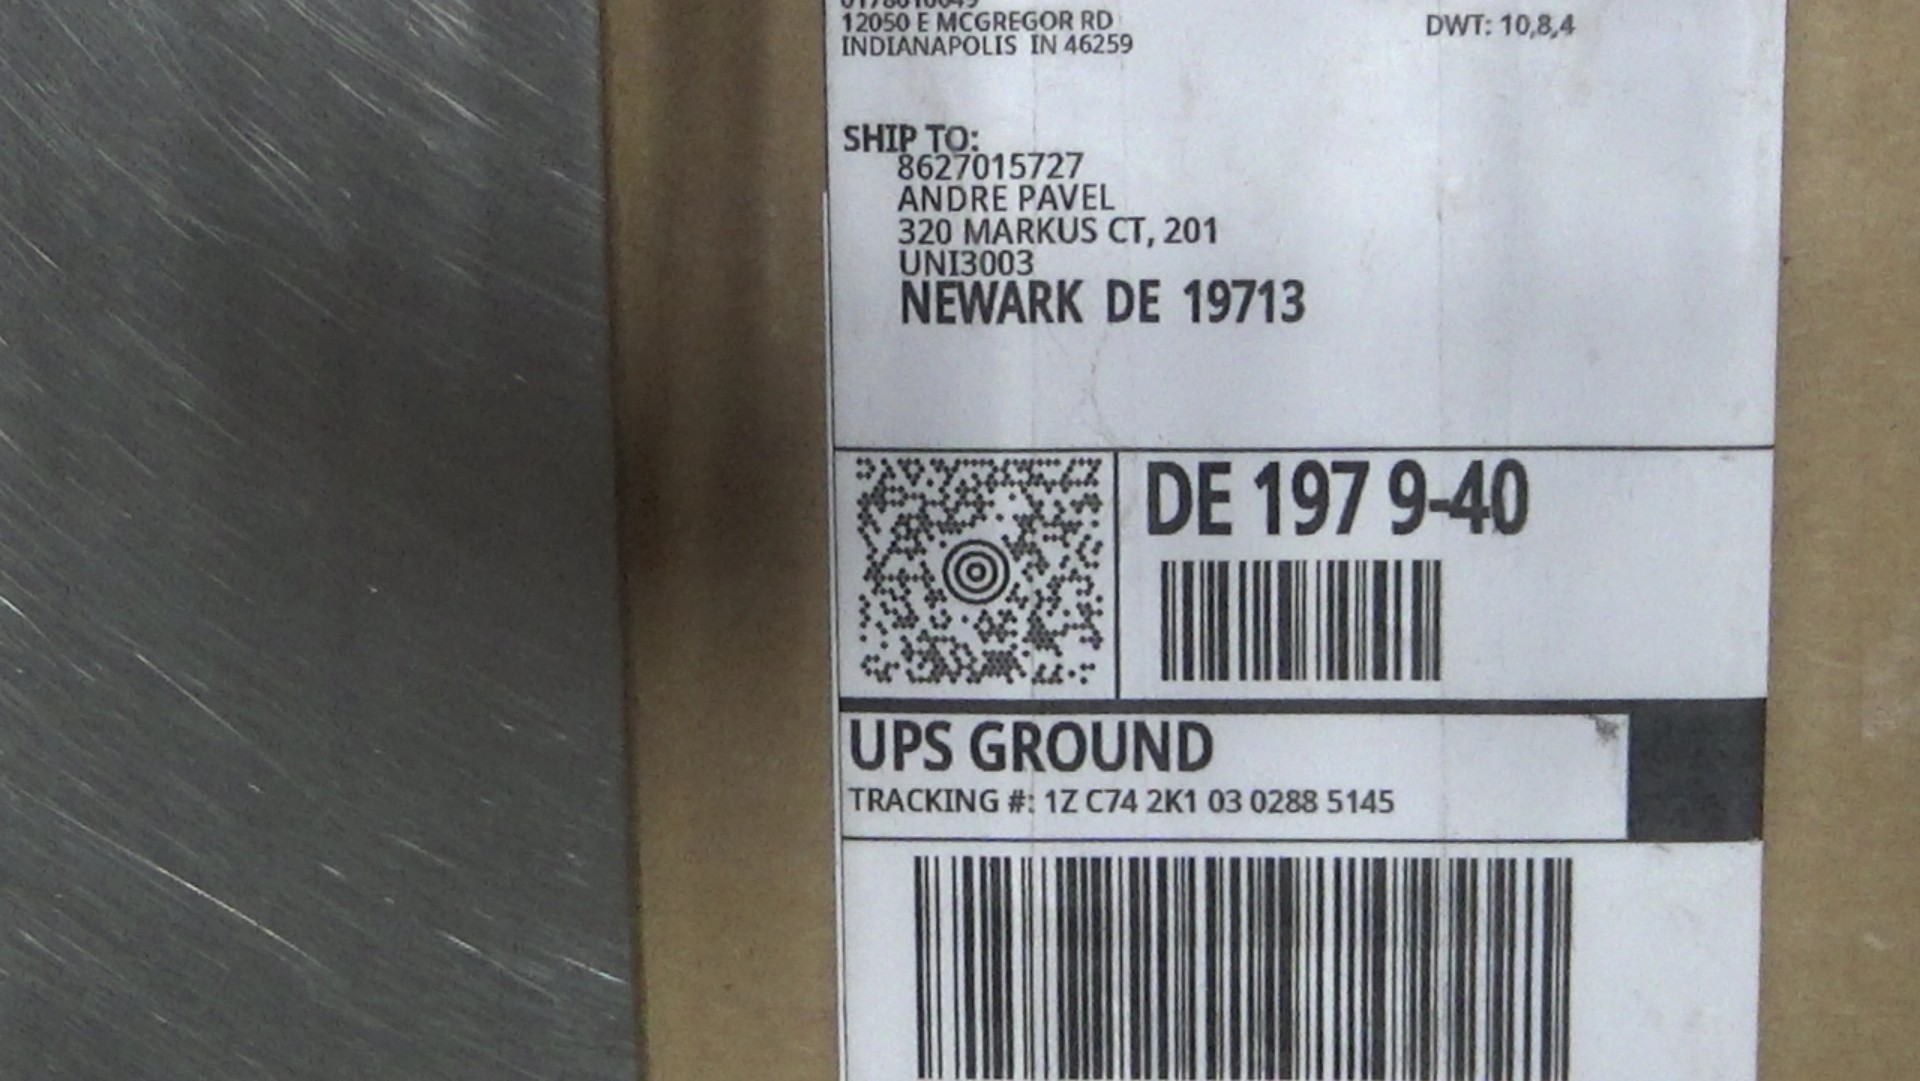 12050 E MCGREGOR RD
INDIANAPOLIS IN 46259
DWT: 10,8,4
SHIP TO:
8627015727
ANDRE PAVEL
320 MARKUS CT, 201
UNI3003
NEWARK DE 19713
DE 197 9-40
UPS GROUND
TRACKING #: 1Z C74 2K1 03 0288 5145